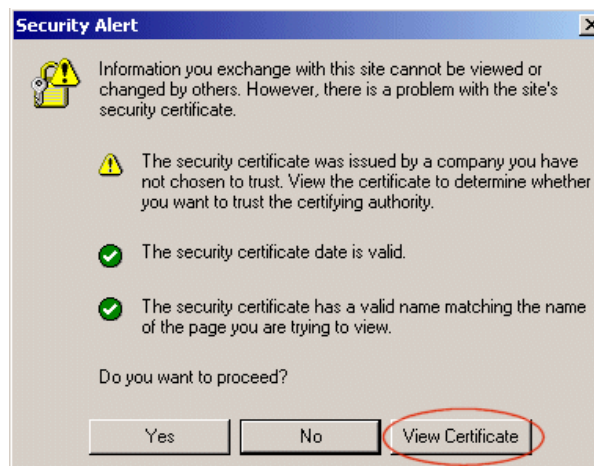 Security Alert
Information you exchange with this site cannot be viewed or
changed by others. However, there is a problem with the site's
security certificate.
The security certificate was issued by a company you have
not chosen to trust. View the certificate to determine whether
you want to trust the certifying authority.
The security certificate date is valid.
The security certificate has a valid name matching the name
of the page you are trying to view.
Do you want to proceed?
Yes
No
View Certificate